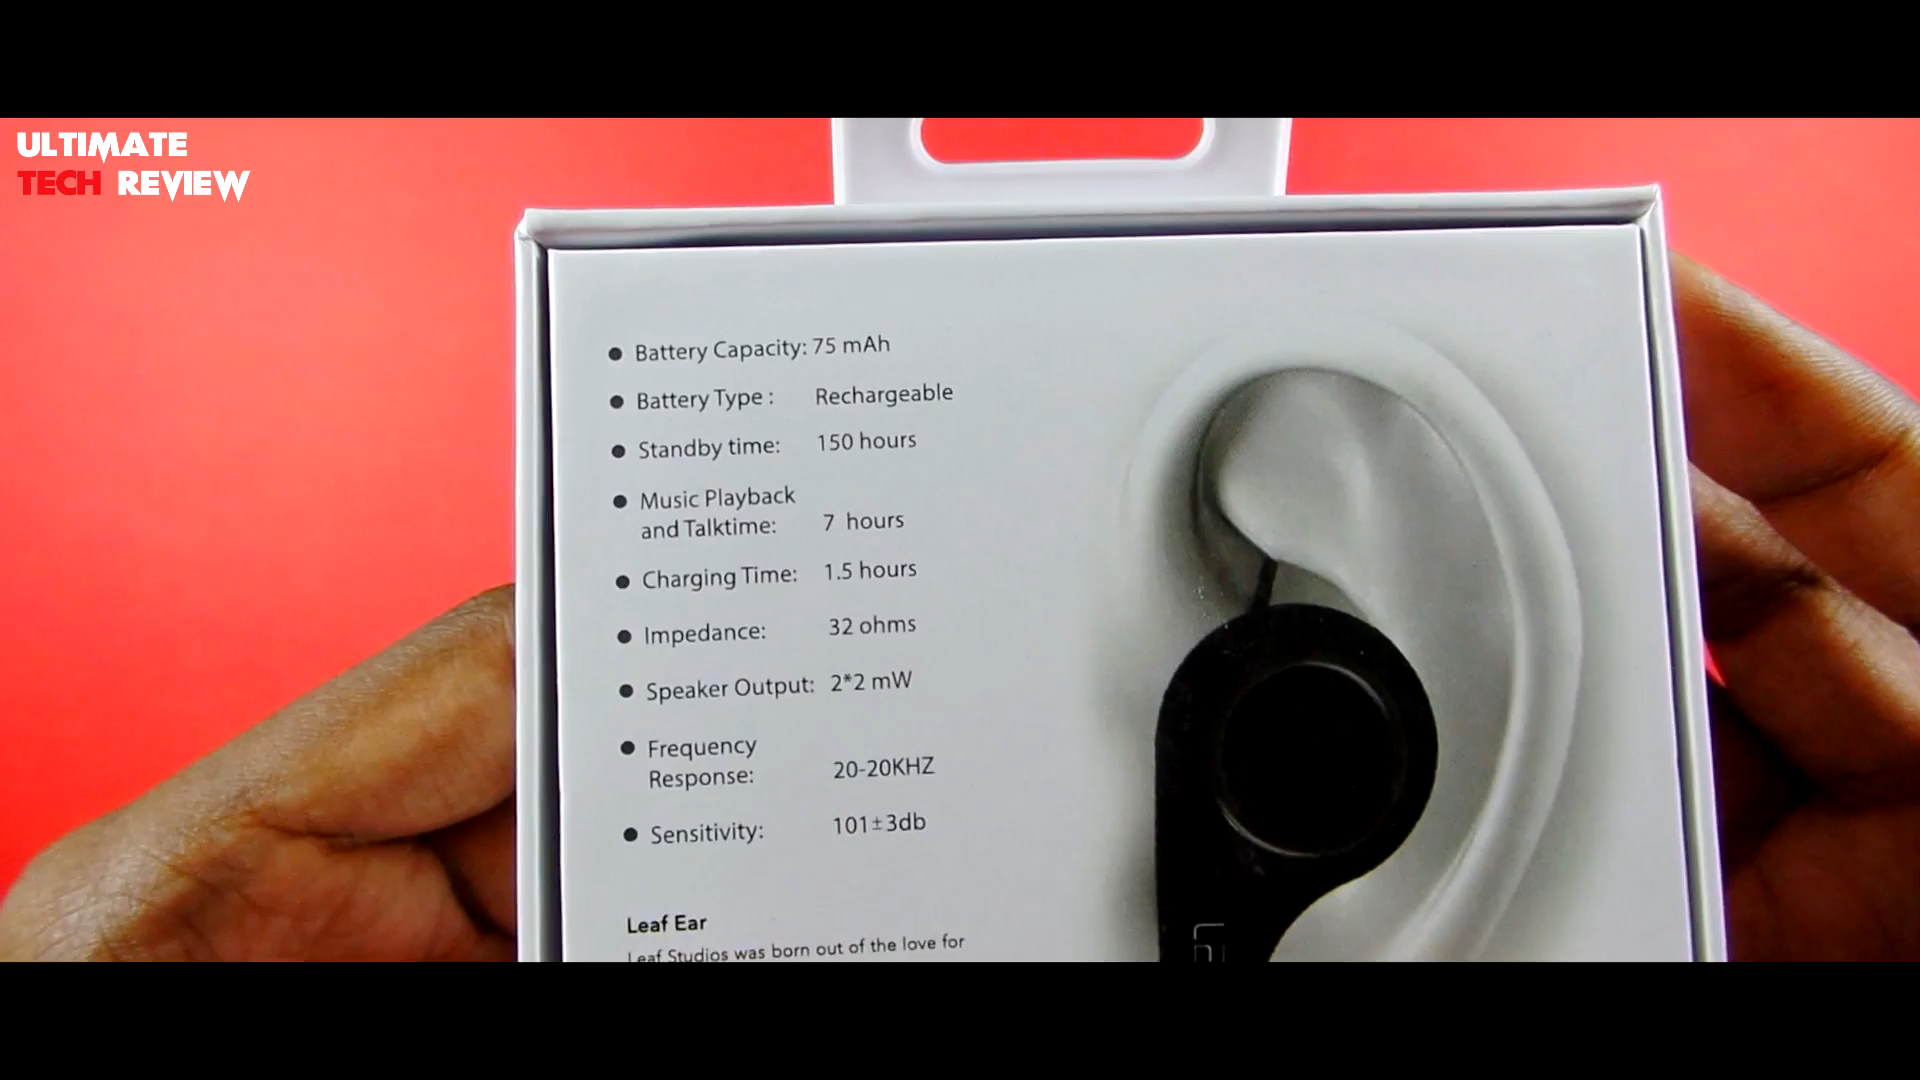 ULTIMATE
TECH REVIEW
Battery Capacity: 75 mAh
Battery Type : Rechargeable
Standby time: 150 hours
Music Playback
and Talktime: 7 hours
Charging Time: 1.5 hours
Impedance: 32 ohms
Speaker Output: 2*2 mW
Frequency
Response: 20-20KHZ
Sensitivity: 101±3db
Leaf Ear
Leaf Studios was born out of the love for